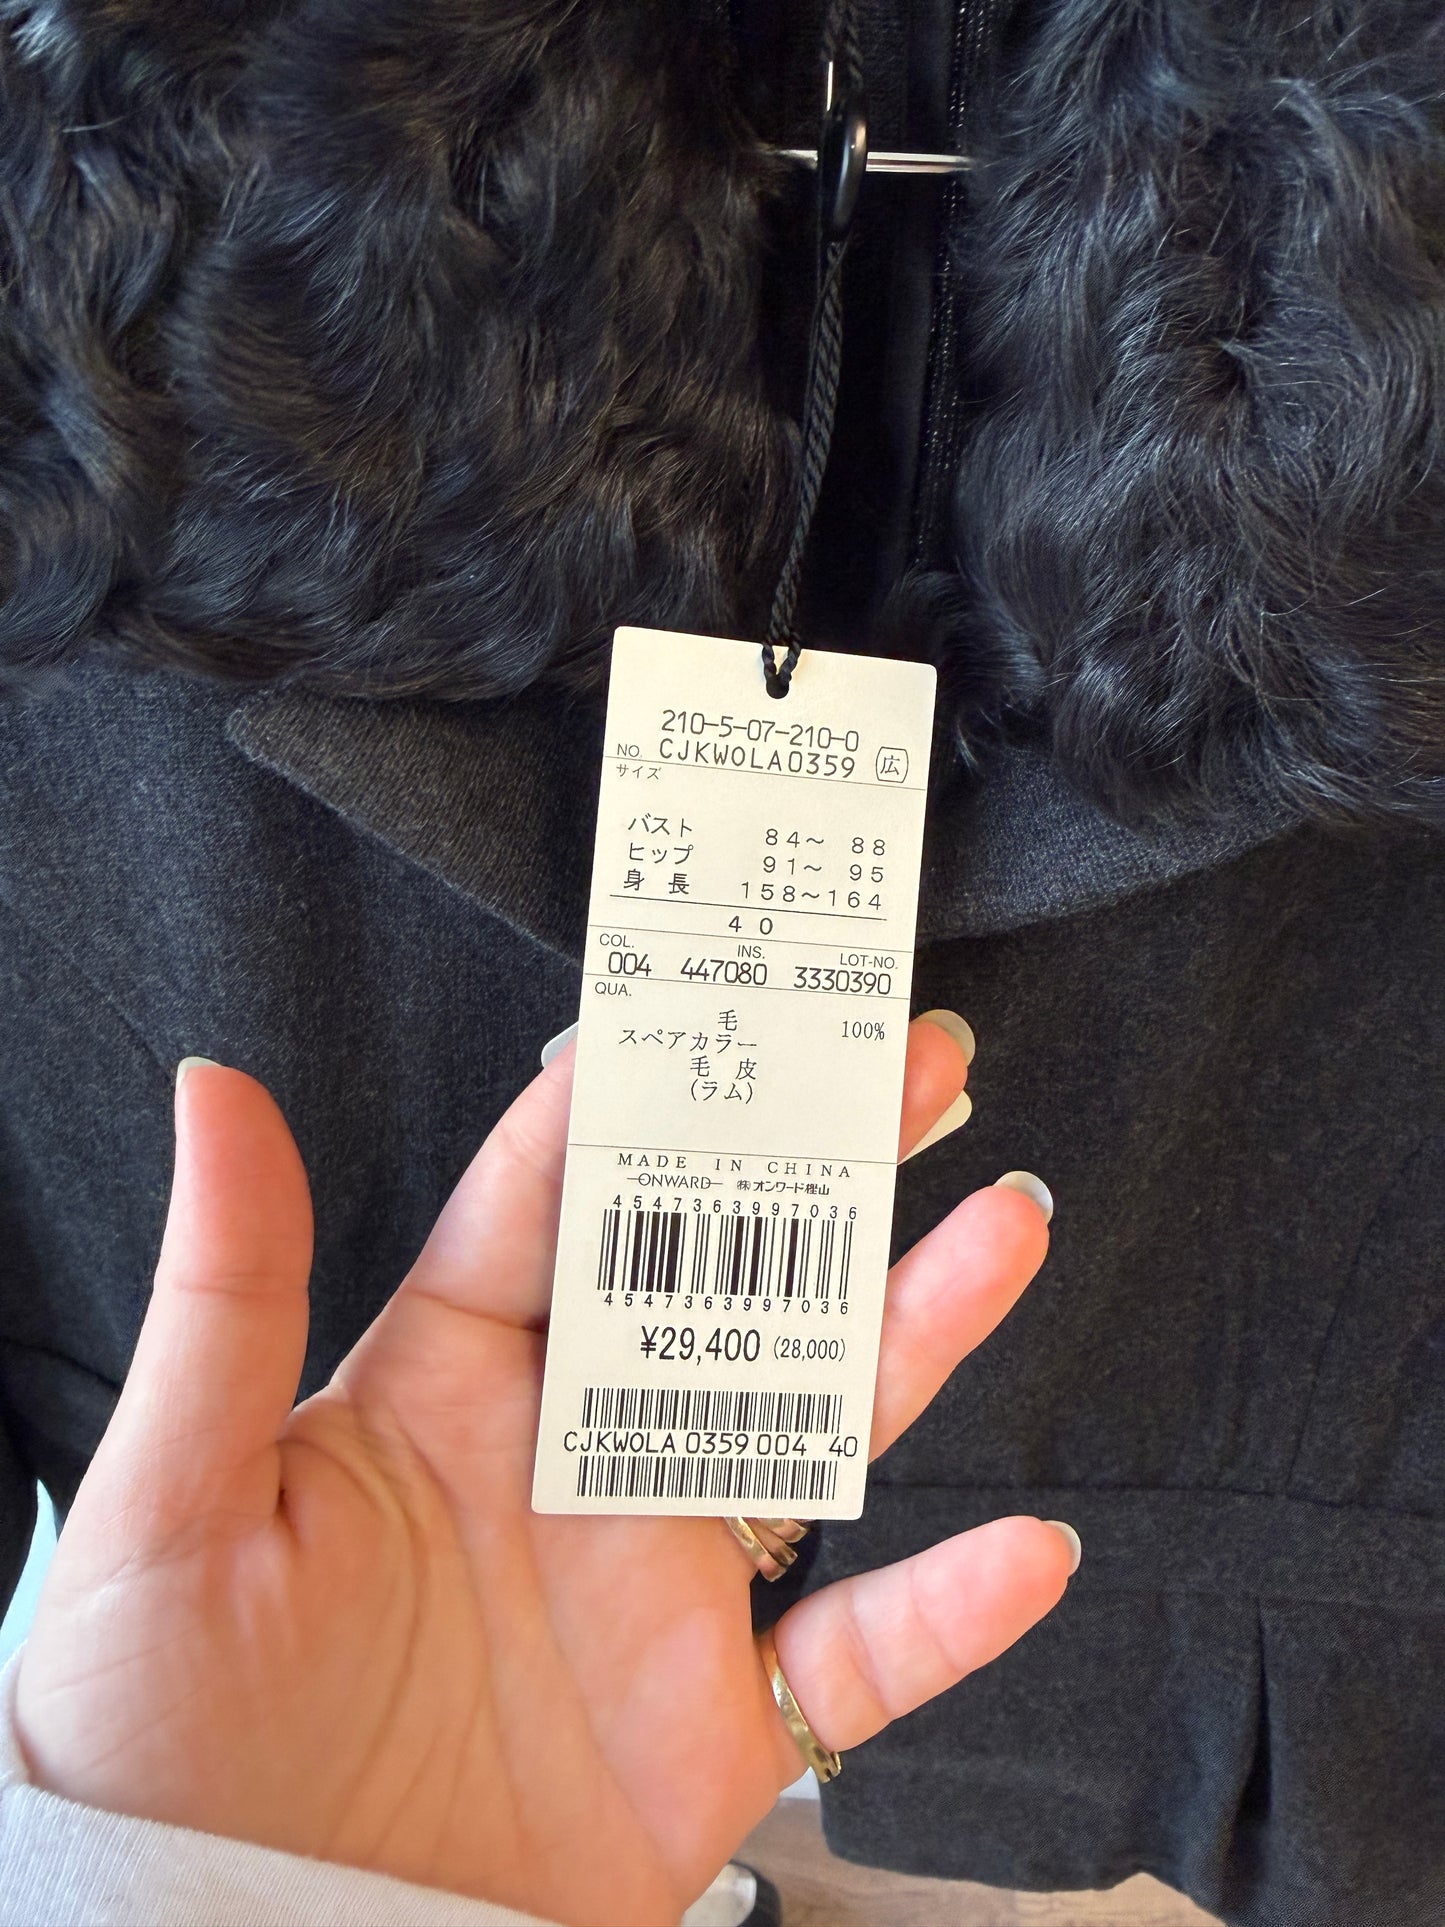 210-5-07-210-0
NO. CJKWOLA0359 広
サイズ
バスト 84〜 88
ヒップ 91〜 95
身 長 158〜164
40
COL. INS. LOT-NO.
004 447080 3330390
QUA.
毛 100%
スペアカラー
毛 皮
(ラム)
MADE IN CHINA
ONWARD ㈱オンワード樫山
4547363997036
4547363997036
¥29,400 (28,000)
CJKWOLA 0359 004 40